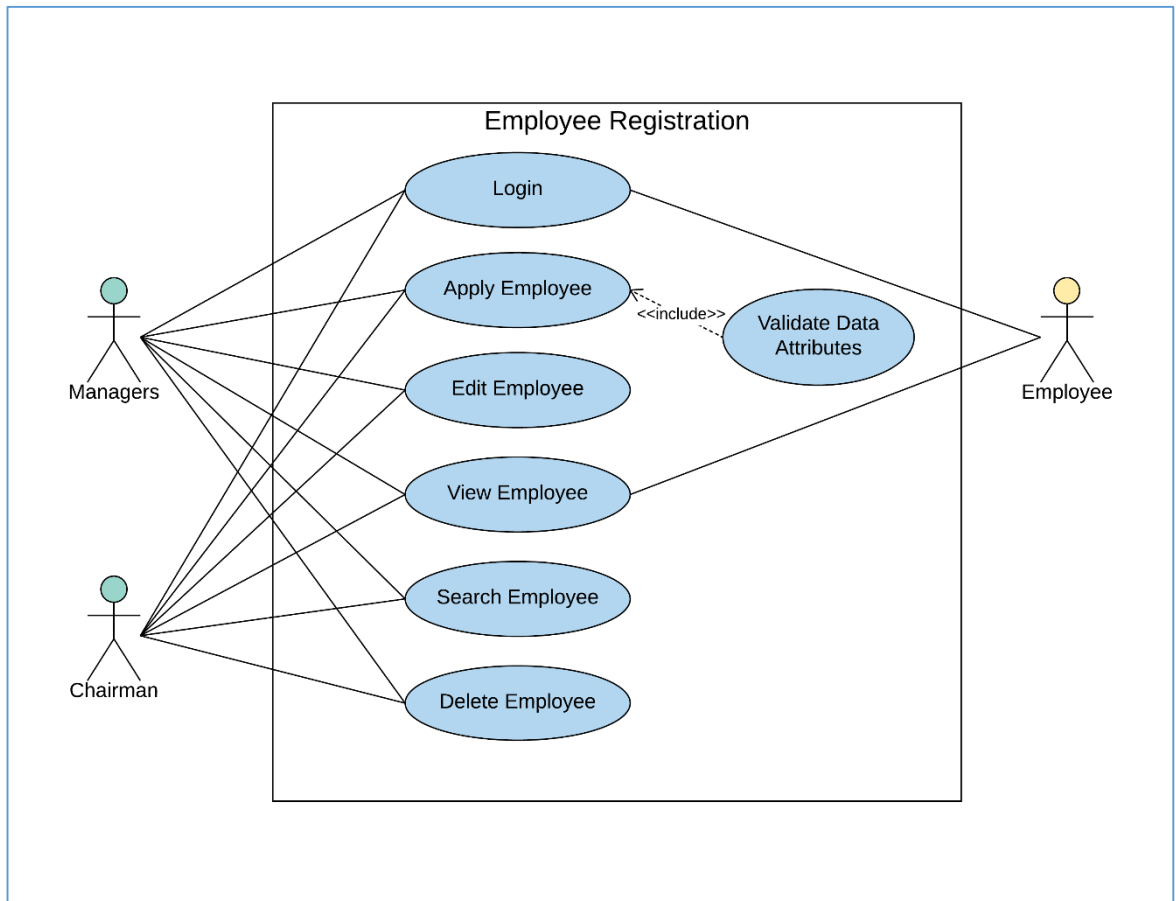 Employee Registration
Login
Apply Employee
<<include>>
Validate Data
Attributes
Edit Employee
Managers
Employee
View Employee
Search Employee
Chairman
Delete Employee